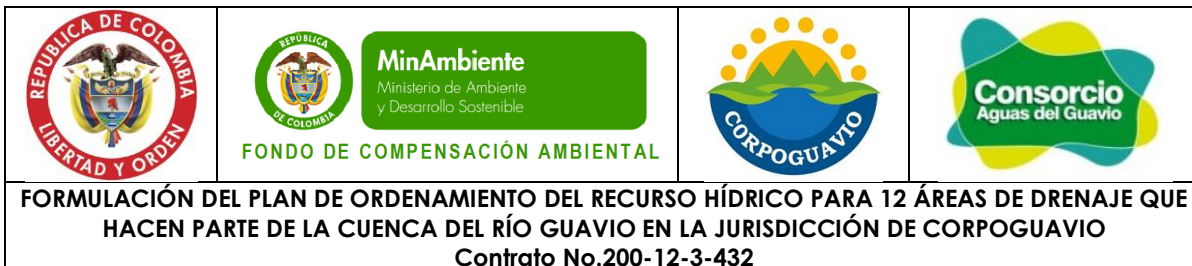 REPUBLICA DE COLOMBIA
LIBERTAD Y ORDEN
REPÚBLICA
DE COLOMBIA
MinAmbiente
Ministerio de Ambiente
y Desarrollo Sostenible
FONDO DE COMPENSACIÓN AMBIENTAL
CORPOGUAVIO
Consorcio
Aguas del Guavio
FORMULACIÓN DEL PLAN DE ORDENAMIENTO DEL RECURSO HÍDRICO PARA 12 ÁREAS DE DRENAJE QUE
HACEN PARTE DE LA CUENCA DEL RÍO GUAVIO EN LA JURISDICCIÓN DE CORPOGUAVIO
Contrato No.200-12-3-432